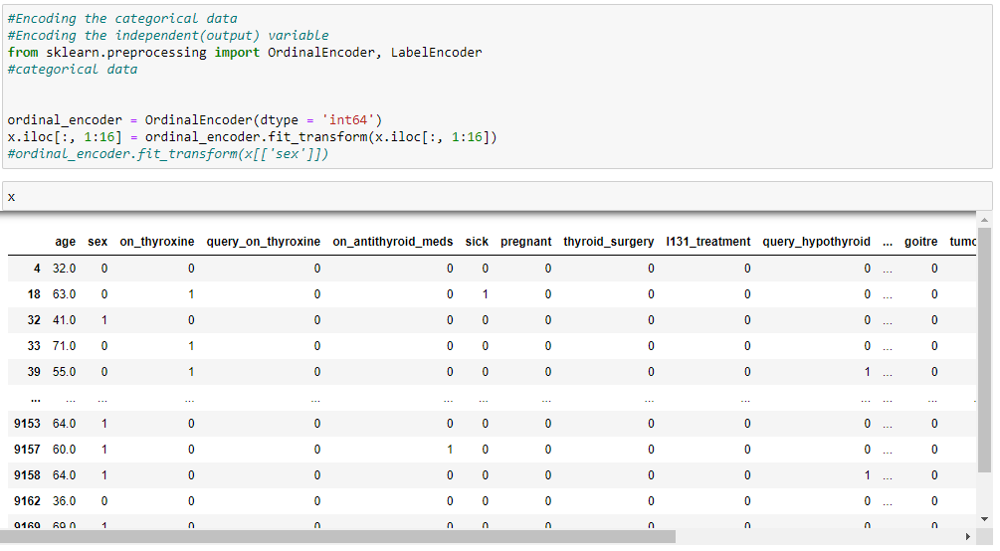 #Encoding the categorical data
#Encoding the independent(output) variable
from sklearn.preprocessing import OrdinalEncoder, LabelEncoder
#categorical data
ordinal_encoder = OrdinalEncoder(dtype = 'int64')
x.iloc[:, 1:16] = ordinal_encoder.fit_transform(x.iloc[:, 1:16])
#ordinal_encoder.fit_transform(x[['sex']])
x
age sex on_thyroxine query_on_thyroxine on_antithyroid_meds sick pregnant thyroid_surgery I131_treatment query_hypothyroid ... goitre tumo
4 32.0 0 0 0 0 0 0 0 0 0 ... 0
18 63.0 0 1 0 0 1 0 0 0 0 ... 0
32 41.0 1 0 0 0 0 0 0 0 0 ... 0
33 71.0 0 1 0 0 0 0 0 0 0 ... 0
39 55.0 0 1 0 0 0 0 0 0 1 ... 0
... ... ... ... ... ... ... ... ... ... ... ... ...
9153 64.0 1 0 0 0 0 0 0 0 0 ... 0
9157 60.0 1 0 0 1 0 0 0 0 0 ... 0
9158 64.0 1 0 0 0 0 0 0 0 1 ... 0
9162 36.0 0 0 0 0 0 0 0 0 0 ... 0
9169 69.0 1 0 0 0 0 0 0 0 0 ... 0